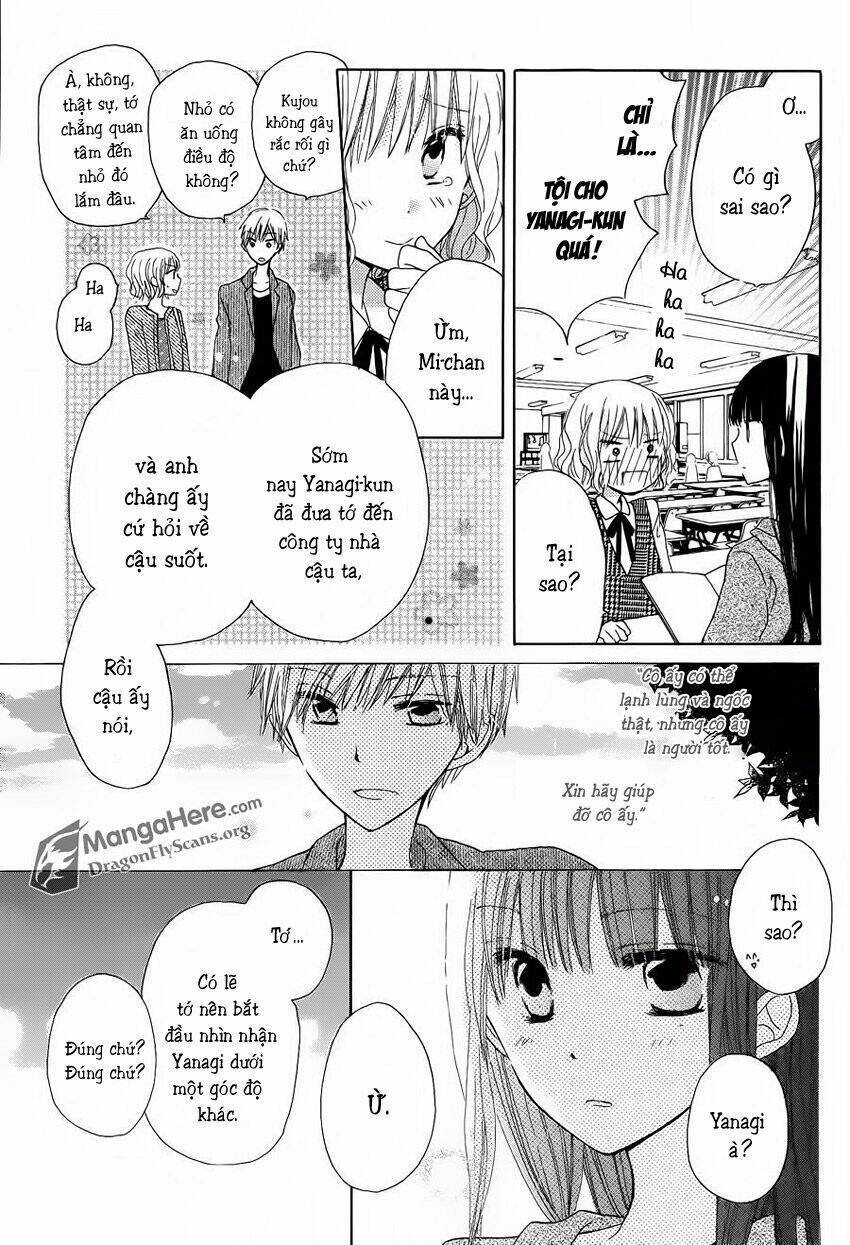 Ơ...
Có gì
sai sao?
CHỈ
LÀ...
TỘI CHO
YANAGI-KUN
QUÁ!
Ha
ha
ha
ha
Tại
sao?
Ừm,
Mi-chan
này...
Kujou
không gây
rắc rối gì
chứ?
Nhỏ có
ăn uống
điều độ
không?
À, không,
thật sự, tớ
chẳng quan
tâm đến
nhỏ đó
lắm đâu.
Ha
Ha
Sớm
nay Yanagi-kun
đã đưa tớ đến
công ty nhà
cậu ta,
và anh
chàng ấy
cứ hỏi về
cậu suốt.
Rồi
cậu ấy
nói,
"Cô ấy có thể
lạnh lùng và ngốc
thật, nhưng cô ấy
là người tốt.
Xin hãy giúp
đỡ cô ấy."
MangaHere.com
DragonFlyScans.org
Thì
sao?
Yanagi
à?
Ừ.
Tớ...
Có lẽ
tớ nên bắt
đầu nhìn nhận
Yanagi dưới
một góc độ
khác.
Đúng chứ?
Đúng chứ?